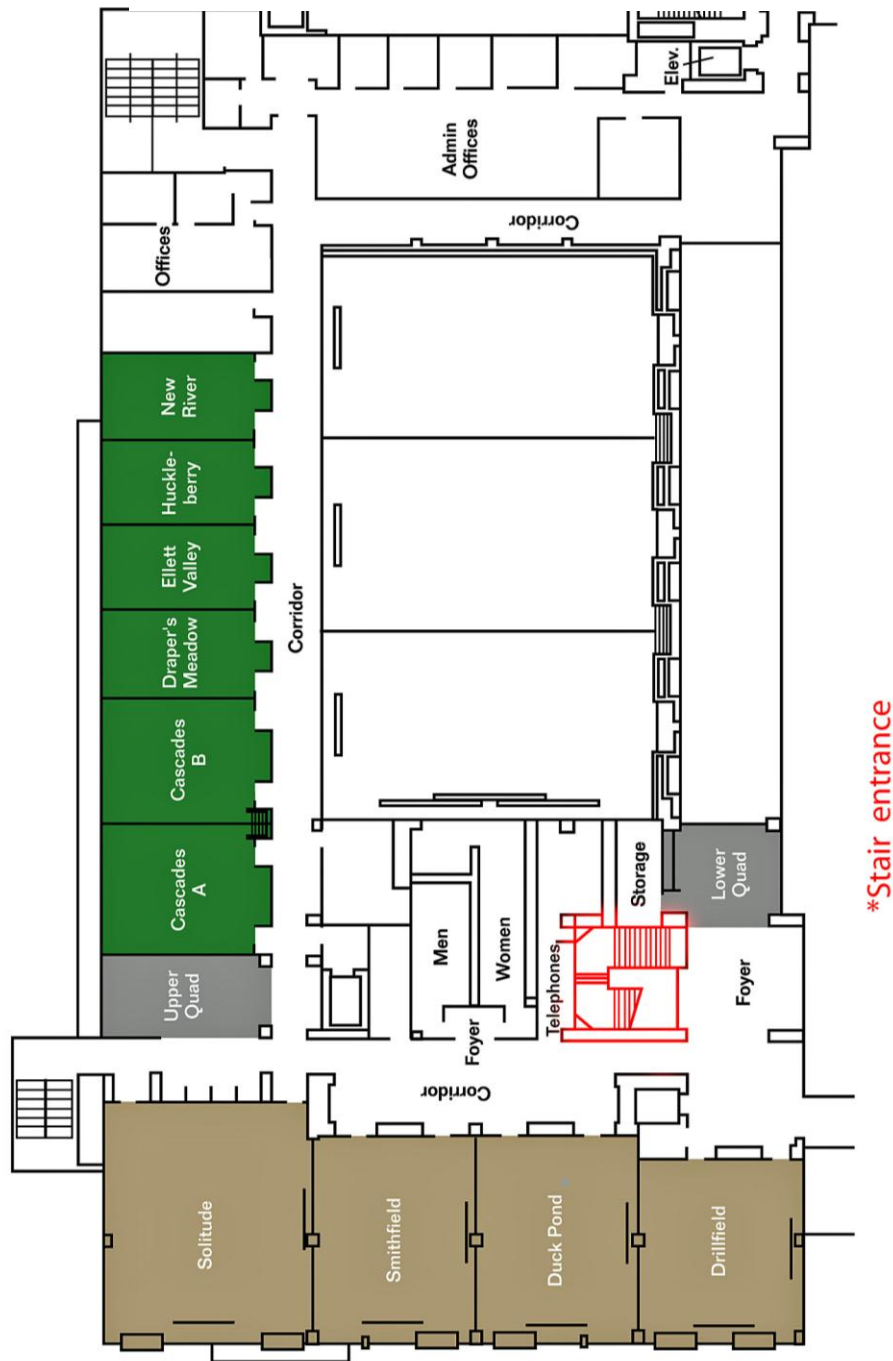 Elev.
Admin
Offices
Corridor
Offices
New
River
Huckle-
berry
Ellett
Valley
Draper's
Meadow
Cascades
B
Cascades
A
Corridor
Upper
Quad
Men
Women
Telephones
Storage
Lower
Quad
Foyer
Foyer
Corridor
Solitude
Smithfield
Duck Pond
Drillfield
*Stair entrance